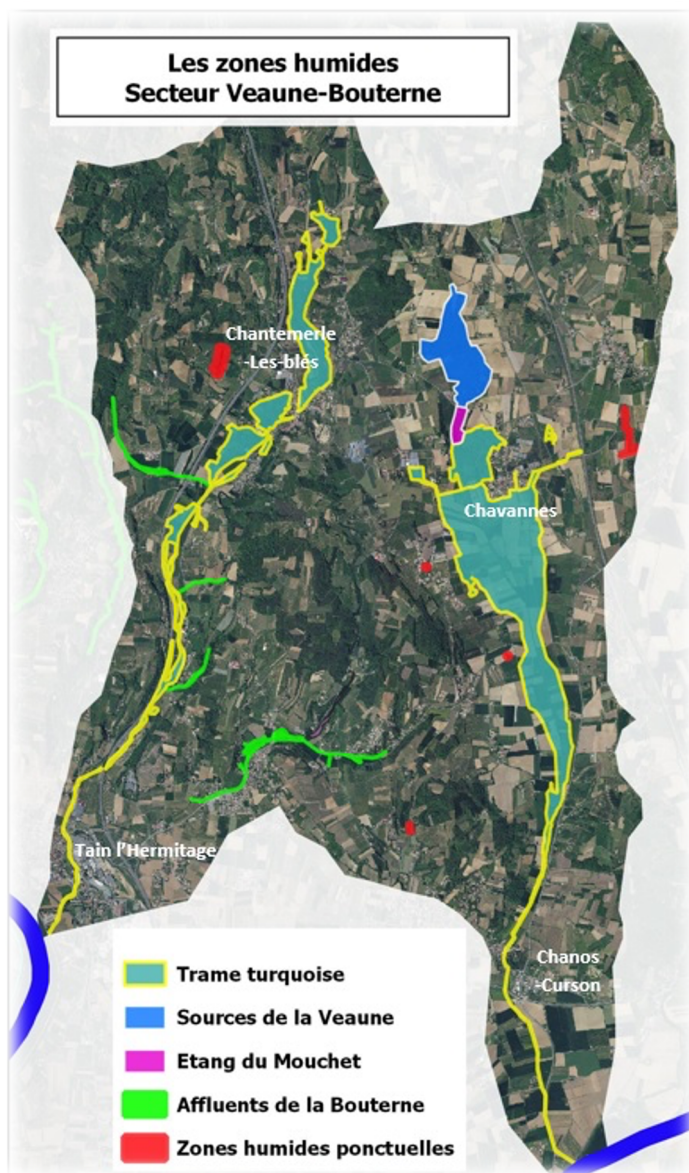 Les zones humides
Secteur Veaune-Bouterne
Chantemerle
-Les-blés
Chavannes
Tain l'Hermitage
Chanos
-Curson
Trame turquoise
Sources de la Veaune
Etang du Mouchet
Affluents de la Bouterne
Zones humides ponctuelles